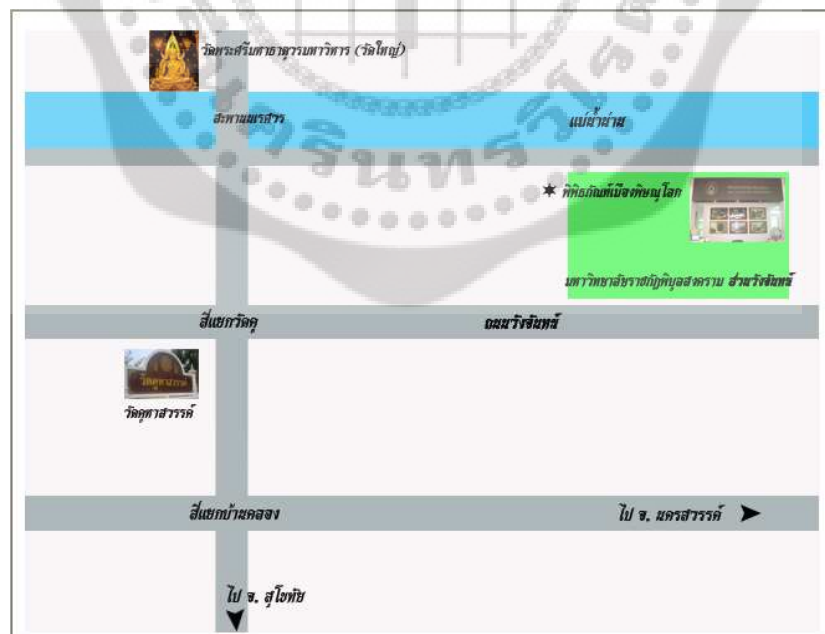 วัดพระศรีมหาธาตุวรมหาวิหาร (วัดใหญ่)
สะพานนเรศวร
แม่น้ำน่าน
พิพิธภัณฑ์เมืองพิษณุโลก
มหาวิทยาลัยราชภัฏพิบูลสงคราม ส่วนวังจันทน์
สี่แยกวัดคู
ถนนวังจันทน์
วัดคูหาสวรรค์
วัดคูหาสวรรค์
สี่แยกบ้านคลอง
ไป จ. นครสวรรค์
ไป จ. สุโขทัย